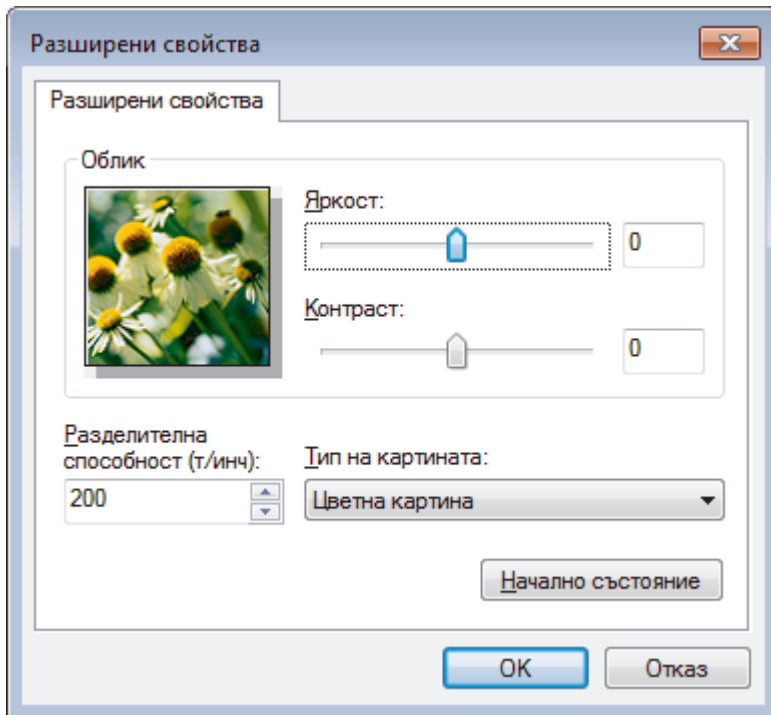 Разширени свойства
Разширени свойства
Облик
Яркост:
0
Контраст:
0
Разделителна
способност (т/инч):
200
Тип на картината:
Цветна картина
Начално състояние
OK
Отказ